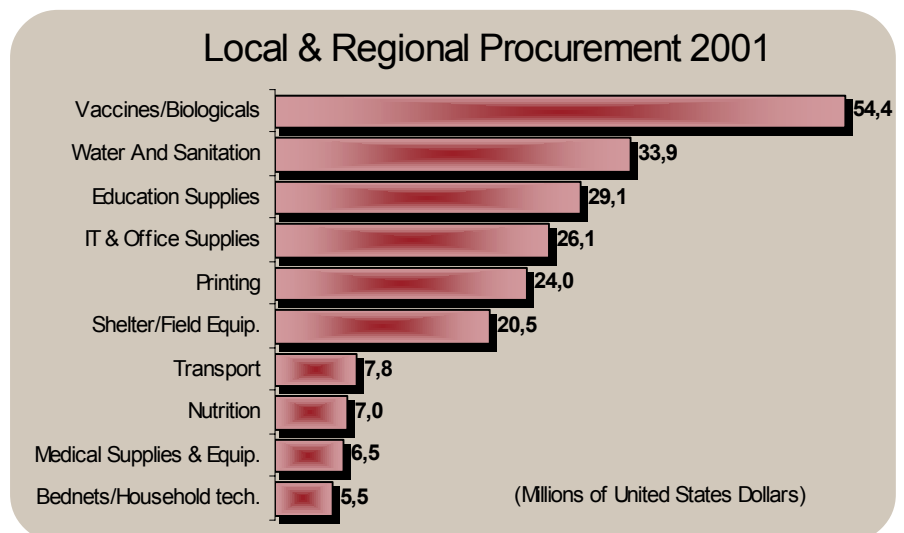 Local & Regional Procurement 2001
Vaccines/Biologicals 54,4
Water And Sanitation 33,9
Education Supplies 29,1
IT & Office Supplies 26,1
Printing 24,0
Shelter/Field Equip. 20,5
Transport 7,8
Nutrition 7,0
Medical Supplies & Equip. 6,5
Bednets/Household tech. 5,5
(Millions of United States Dollars)